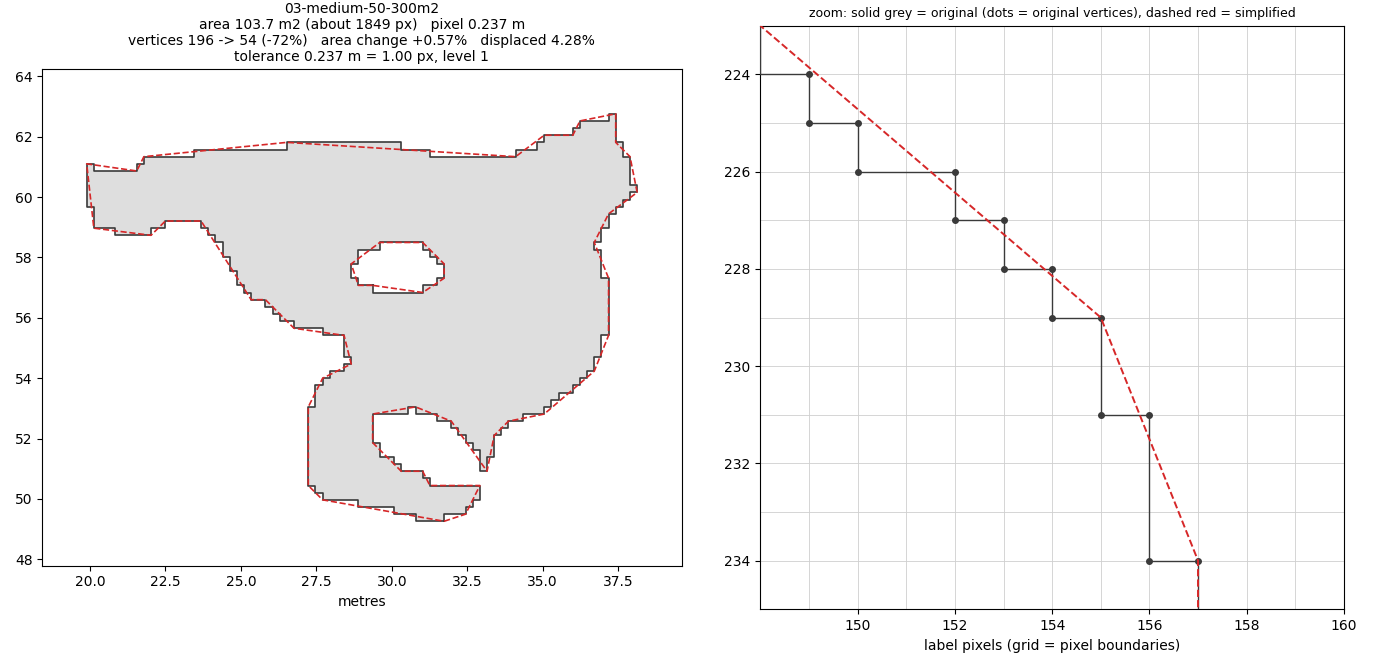 03-medium-50-300m2
area 103.7 m2 (about 1849 px)   pixel 0.237 m
vertices 196 -> 54 (-72%)   area change +0.57%   displaced 4.28%
tolerance 0.237 m = 1.00 px, level 1
64
62
60
58
56
54
52
50
48
20.0 22.5 25.0 27.5 30.0 32.5 35.0 37.5
metres
zoom: solid grey = original (dots = original vertices), dashed red = simplified
224
226
228
230
232
234
150 152 154 156 158 160
label pixels (grid = pixel boundaries)